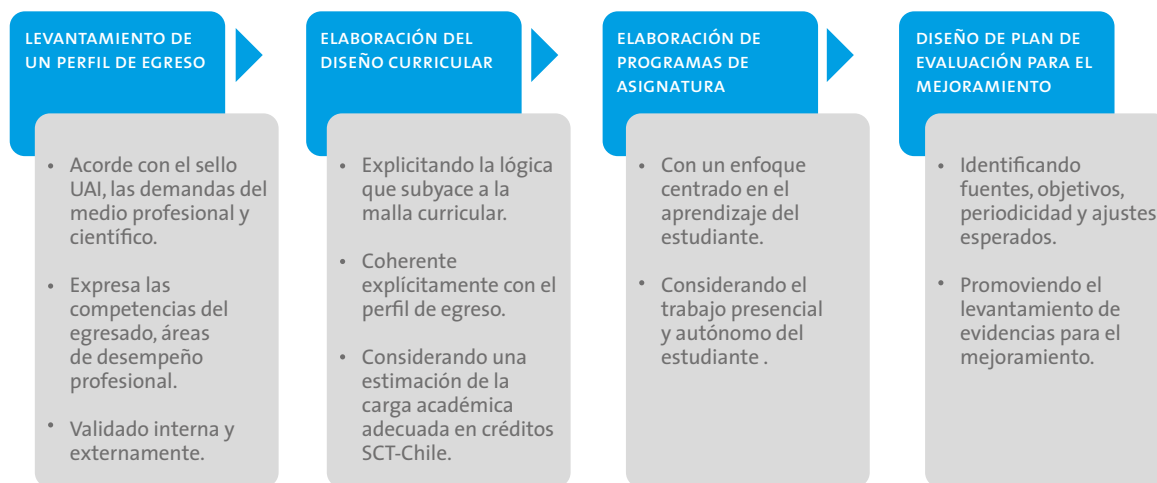 LEVANTAMIENTO DE
UN PERFIL DE EGRESO
• Acorde con el sello
UAI, las demandas del
medio profesional y
científico.
• Expresa las
competencias del
egresado, áreas
de desempeño
profesional.
• Validado interna y
externamente.
ELABORACIÓN DEL
DISEÑO CURRICULAR
• Explicitando la lógica
que subyace a la
malla curricular.
• Coherente
explícitamente con el
perfil de egreso.
• Considerando una
estimación de la
carga académica
adecuada en créditos
SCT-Chile.
ELABORACIÓN DE
PROGRAMAS DE
ASIGNATURA
• Con un enfoque
centrado en el
aprendizaje del
estudiante.
• Considerando el
trabajo presencial
y autónomo del
estudiante .
DISEÑO DE PLAN DE
EVALUACIÓN PARA EL
MEJORAMIENTO
• Identificando
fuentes, objetivos,
periodicidad y ajustes
esperados.
• Promoviendo el
levantamiento de
evidencias para el
mejoramiento.